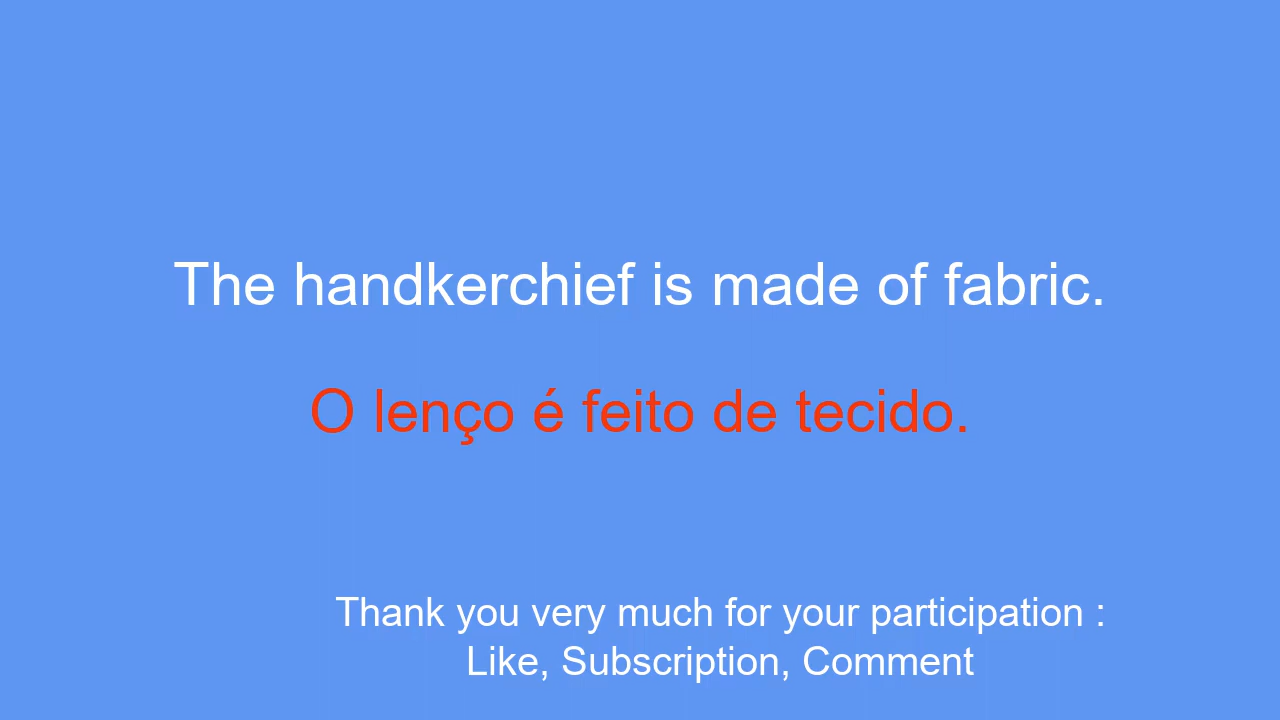 The handkerchief is made of fabric.
O lenço é feito de tecido.
Thank you very much for your participation :
Like, Subscription, Comment